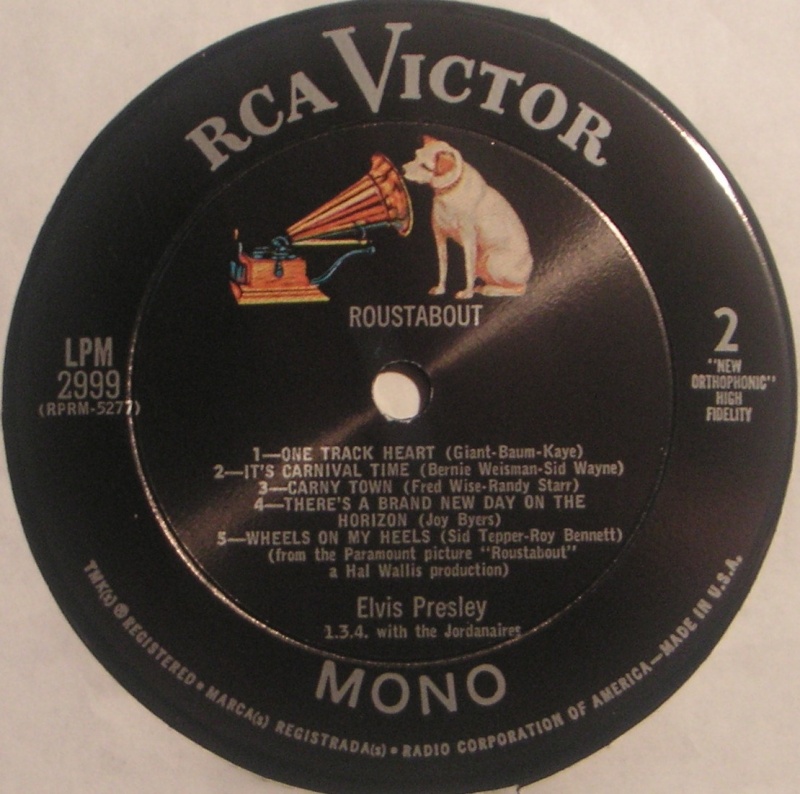 RCA VICTOR
ROUSTABOUT
LPM
2999
(RPRM-5277)
2
"NEW
ORTHOPHONIC"
HIGH
FIDELITY
1—ONE TRACK HEART (Giant-Baum-Kaye)
2—IT'S CARNIVAL TIME (Bernie Weisman-Sid Wayne)
3—CARNY TOWN (Fred Wise-Randy Starr)
4—THERE'S A BRAND NEW DAY ON THE
HORIZON (Joy Byers)
5—WHEELS ON MY HEELS (Sid Tepper-Roy Bennett)
(from the Paramount picture "Roustabout"
a Hal Wallis production)
Elvis Presley
1.3.4. with the Jordanaires
MONO
TMK(s) ® REGISTERED • MARCA(s) REGISTRADA(s) • RADIO CORPORATION OF AMERICA—MADE IN U.S.A.